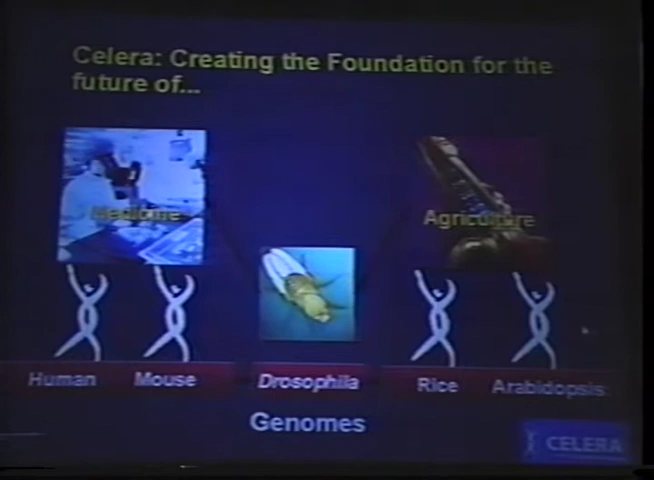 Celera: Creating the Foundation for the
future of...
Medicine
Agriculture
Human Mouse Drosophila Rice Arabidopsis
Genomes
CELERA